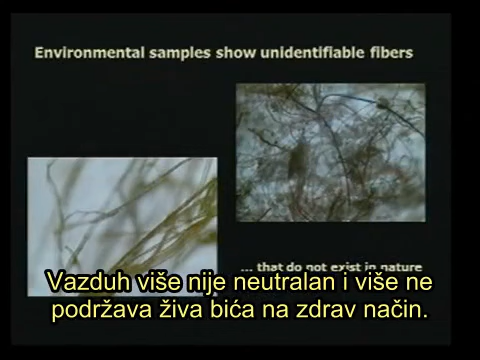 Environmental samples show unidentifiable fibers
... that do not exist in nature
Vazduh više nije neutralan i više ne
podržava živa bića na zdrav način.